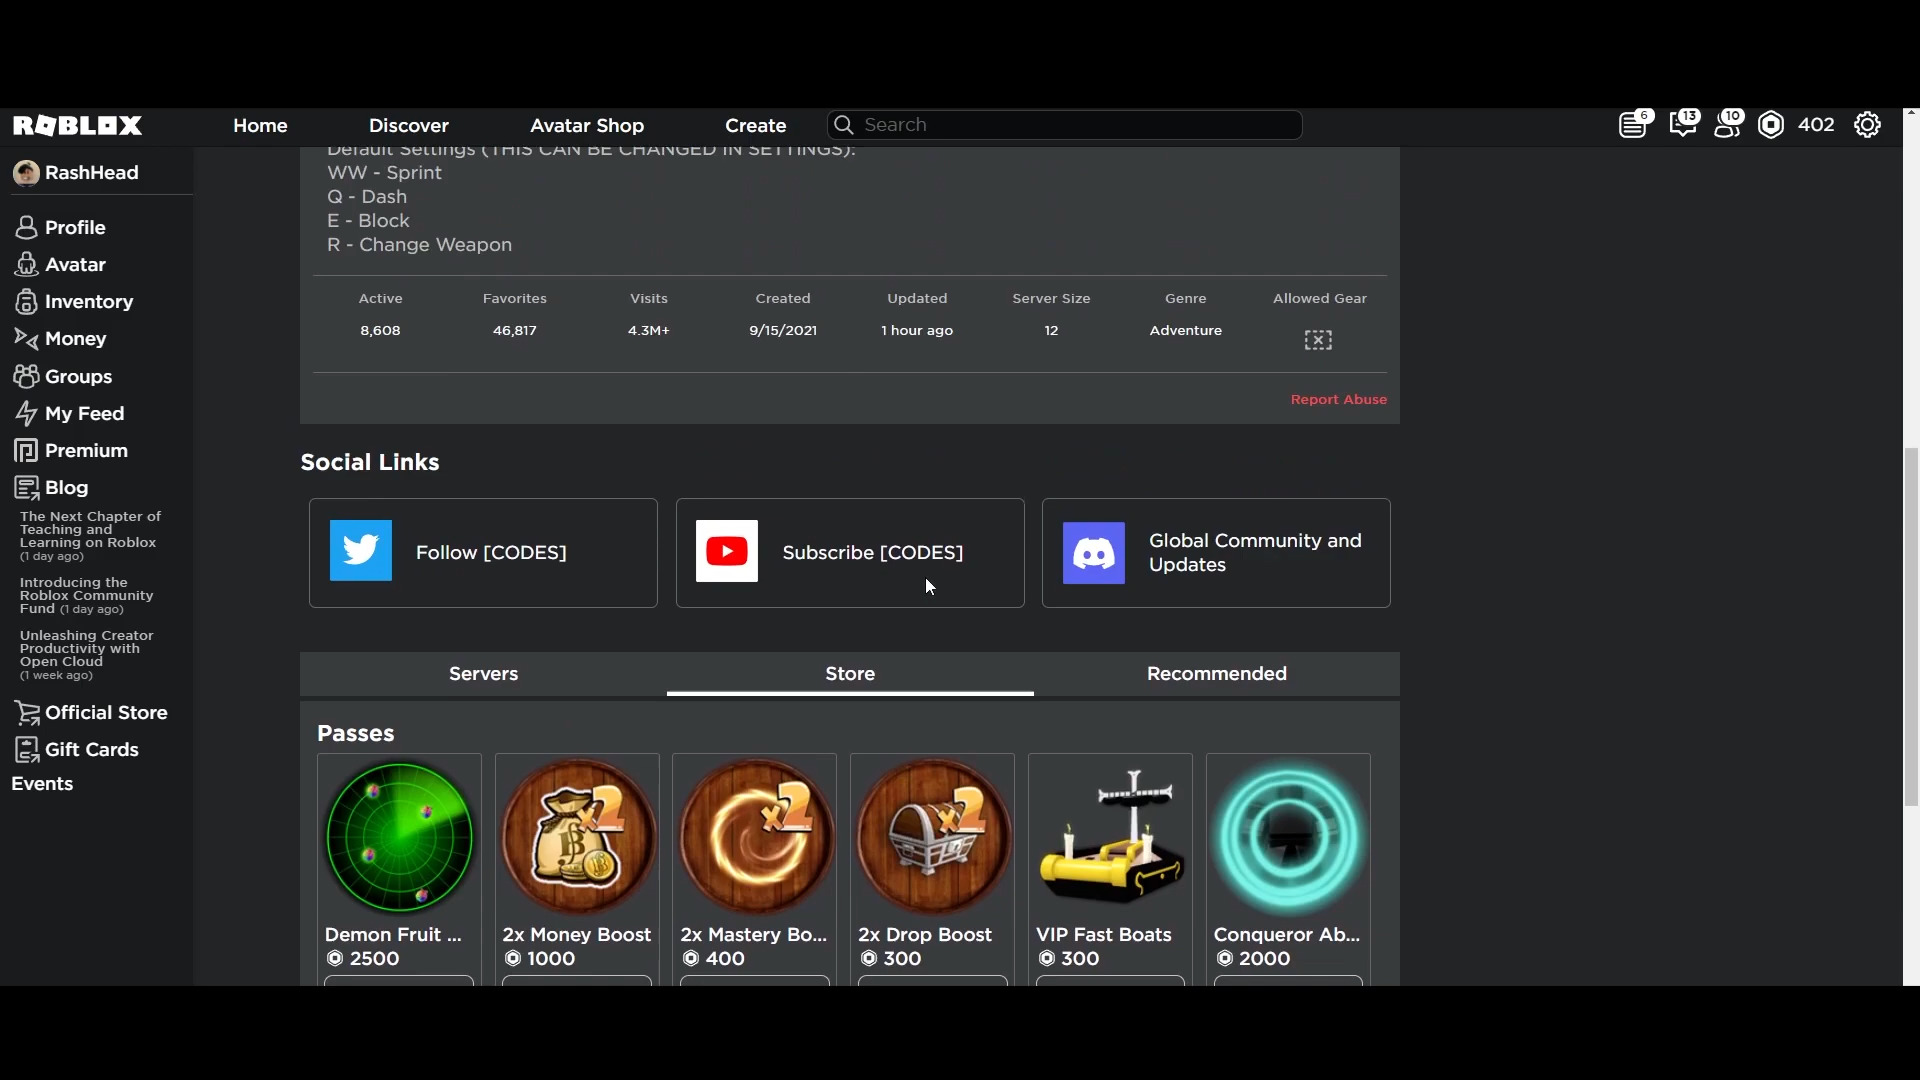 ROBLOX
Home
Discover
Avatar Shop
Create
Search
6
13
10
402
RashHead
Profile
Avatar
Inventory
Money
Groups
My Feed
Premium
Blog
The Next Chapter of
Teaching and
Learning on Roblox
(1 day ago)
Introducing the
Roblox Community
Fund (1 day ago)
Unleashing Creator
Productivity with
Open Cloud
(1 week ago)
Official Store
Gift Cards
Events
Default Settings (THIS CAN BE CHANGED IN SETTINGS):
WW - Sprint
Q - Dash
E - Block
R - Change Weapon
Active
Favorites
Visits
Created
Updated
Server Size
Genre
Allowed Gear
8,608
46,817
4.3M+
9/15/2021
1 hour ago
12
Adventure
Report Abuse
Social Links
Follow [CODES]
Subscribe [CODES]
Global Community and
Updates
Servers
Store
Recommended
Passes
x2
x2
x2
Demon Fruit ...
2x Money Boost
2x Mastery Bo...
2x Drop Boost
VIP Fast Boats
Conqueror Ab...
2500
1000
400
300
300
2000